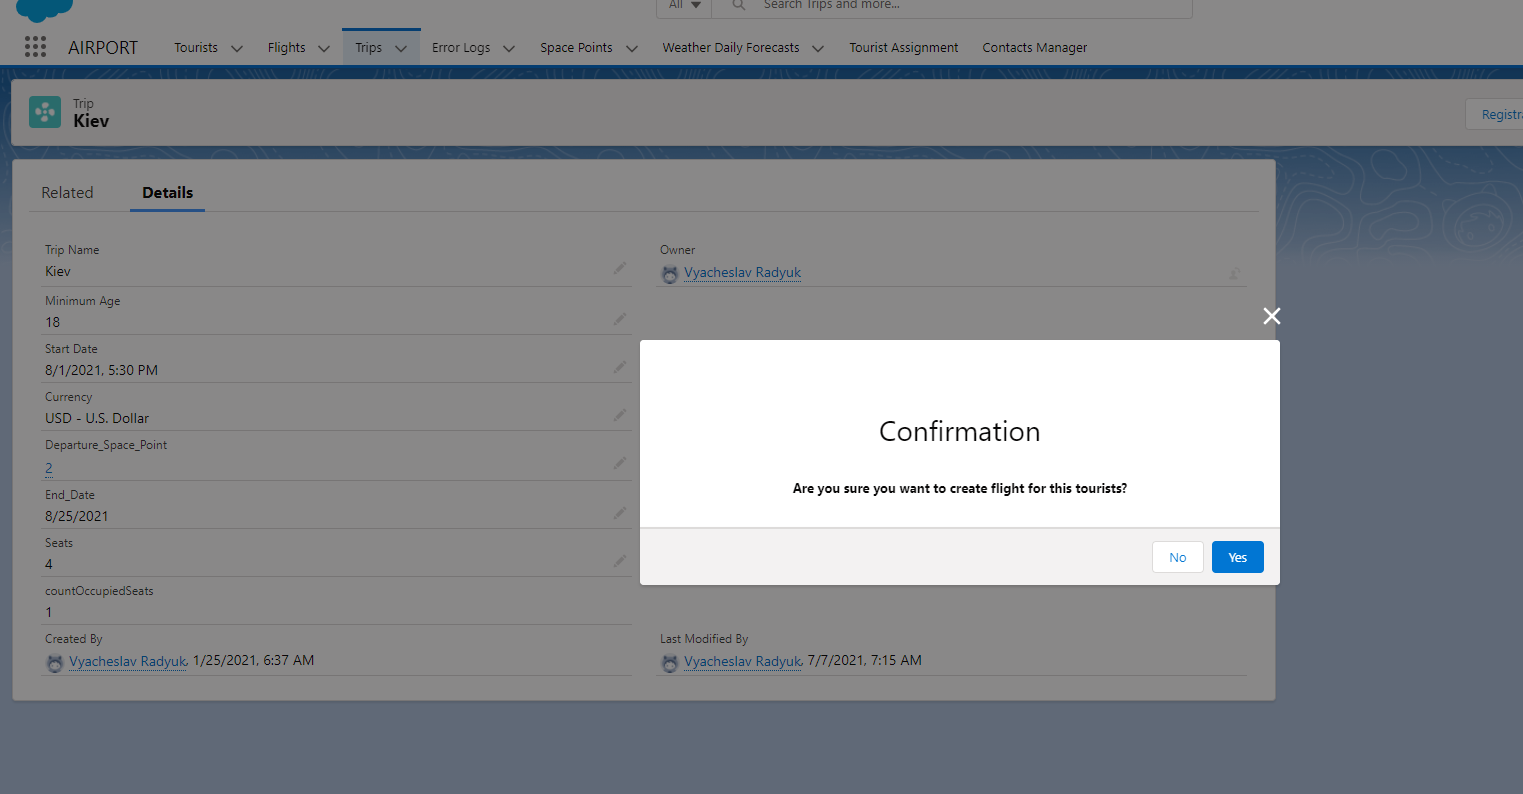 All Search Trips and more...
AIRPORT Tourists Flights Trips Error Logs Space Points Weather Daily Forecasts Tourist Assignment Contacts Manager
Trip
Kiev
Related Details
Trip Name
Kiev
Owner
Vyacheslav Radyuk
Minimum Age
18
Start Date
8/1/2021, 5:30 PM
Currency
USD - U.S. Dollar
Departure_Space_Point
2
End_Date
8/25/2021
Seats
4
countOccupiedSeats
1
Created By
Vyacheslav Radyuk, 1/25/2021, 6:37 AM
Last Modified By
Vyacheslav Radyuk, 7/7/2021, 7:15 AM
Confirmation
Are you sure you want to create flight for this tourists?
No Yes